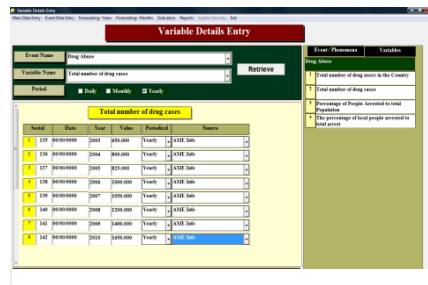 Variable Details Entry
Main Data Entry Event Data Entry Forecasting-Years Forecasting-Months Indicators Reports System Security Exit
Variable Details Entry
Event Name Drug Abuse
Variable Name Total number of drug cases
Retrieve
Period Daily Monthly Yearly
Total number of drug cases
Serial Date Year Value Periodical Source
1 135 00/00/0000 2003 650.000 Yearly AME Info
2 136 00/00/0000 2004 800.000 Yearly AME Info
3 137 00/00/0000 2005 825.000 Yearly AME Info
4 138 00/00/0000 2006 1000.000 Yearly AME Info
5 139 00/00/0000 2007 1050.000 Yearly AME Info
6 140 00/00/0000 2008 1200.000 Yearly AME Info
7 141 00/00/0000 2009 1400.000 Yearly AME Info
8 142 00/00/0000 2010 1650.000 Yearly AME Info
Event / Phenomena Variables
Drug Abuse
1 Total number of drug users in the Country
2 Total number of drug cases
3 Percentage of People Arrested to total
Population
4 The percentage of local people arrested to
total arrest